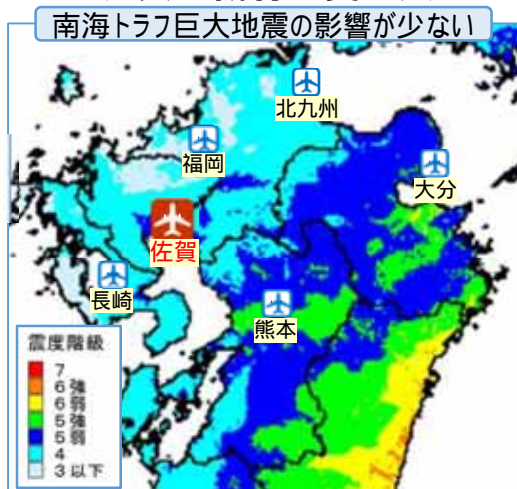 南海トラフ巨大地震の影響が少ない
北九州
福岡
大分
佐賀
長崎
熊本
震度階級
7
6強
6弱
5強
5弱
4
3以下